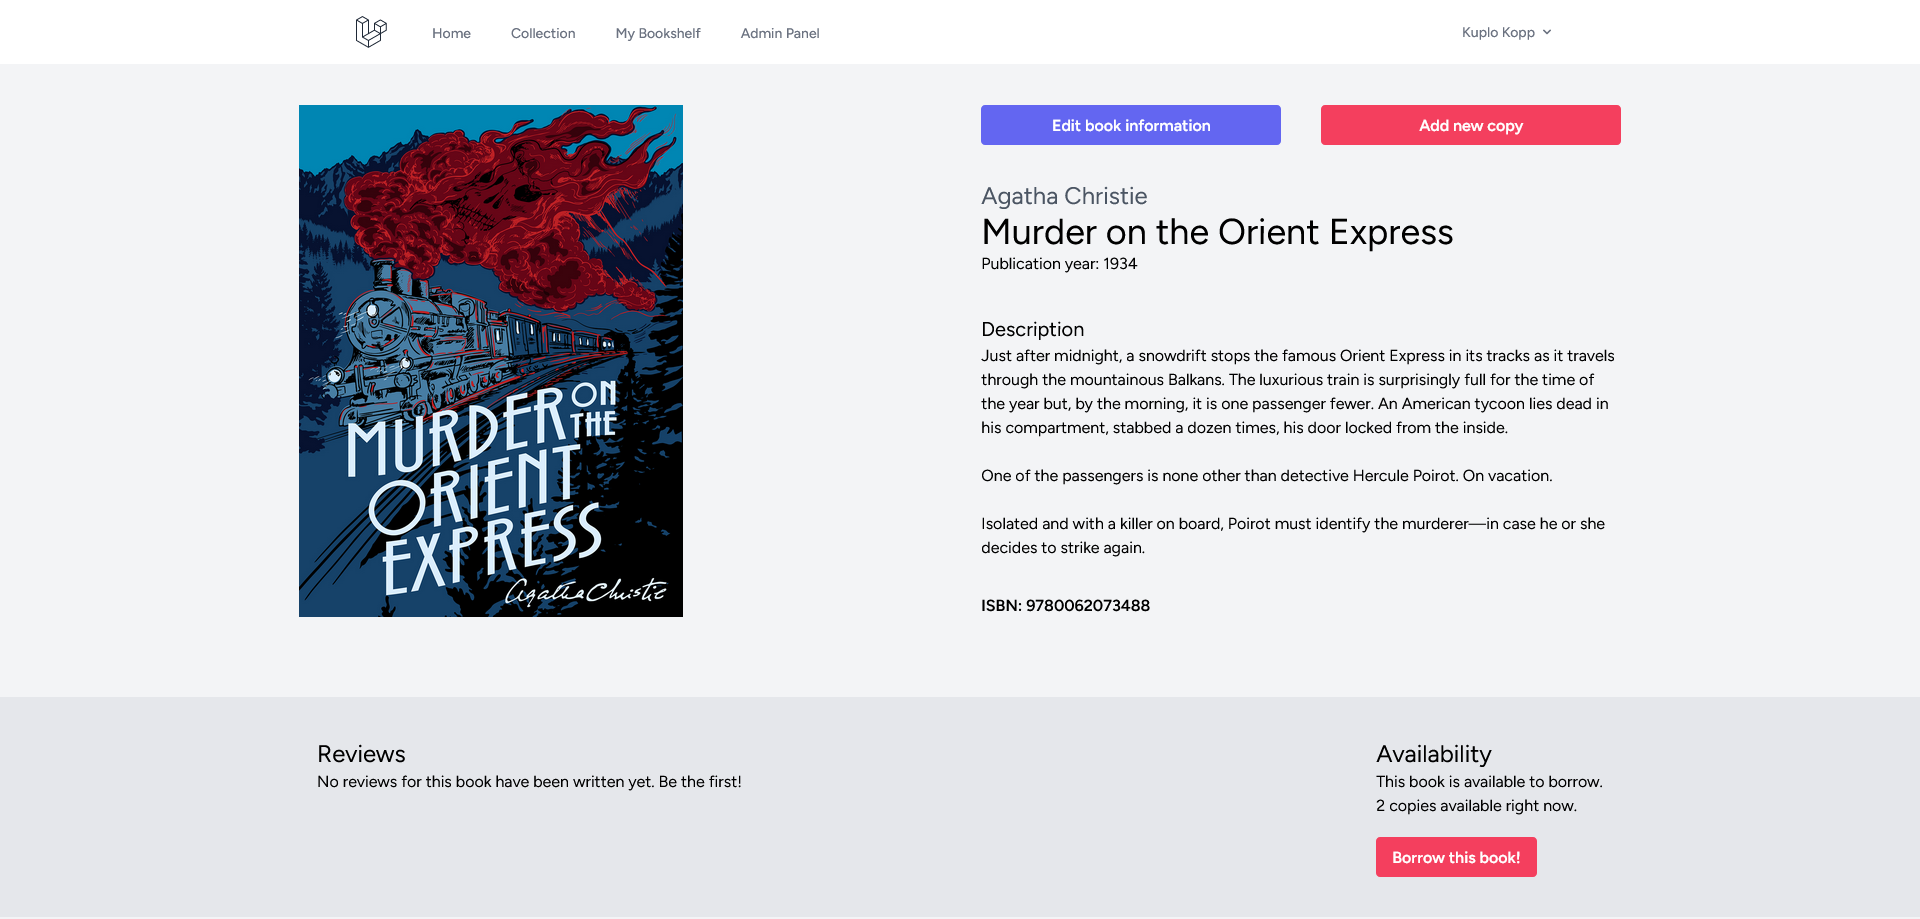 Home
Collection
My Bookshelf
Admin Panel
Kuplo Kopp
MURDER ON
THE
ORIENT
EXPRESS
Agatha Christie
Edit book information
Add new copy
Agatha Christie
Murder on the Orient Express
Publication year: 1934
Description
Just after midnight, a snowdrift stops the famous Orient Express in its tracks as it travels
through the mountainous Balkans. The luxurious train is surprisingly full for the time of
the year but, by the morning, it is one passenger fewer. An American tycoon lies dead in
his compartment, stabbed a dozen times, his door locked from the inside.
One of the passengers is none other than detective Hercule Poirot. On vacation.
Isolated and with a killer on board, Poirot must identify the murderer—in case he or she
decides to strike again.
ISBN: 9780062073488
Reviews
No reviews for this book have been written yet. Be the first!
Availability
This book is available to borrow.
2 copies available right now.
Borrow this book!